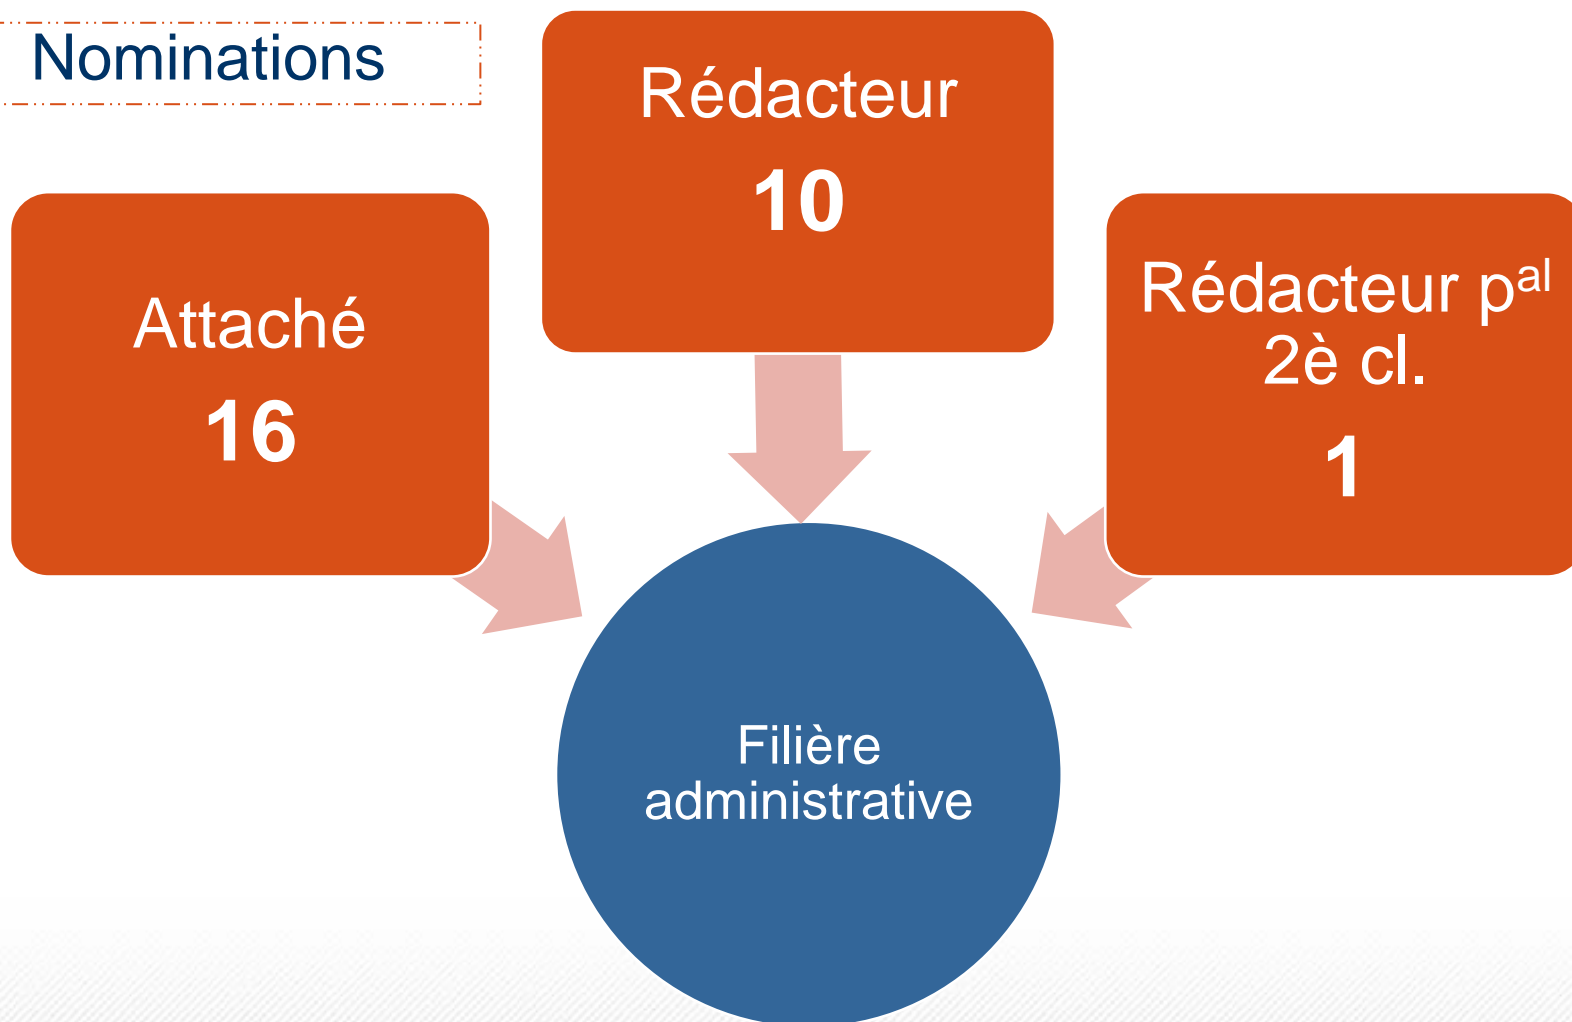 Nominations
Attaché
16
Rédacteur
10
Rédacteur pal
2è cl.
1
Filière
administrative